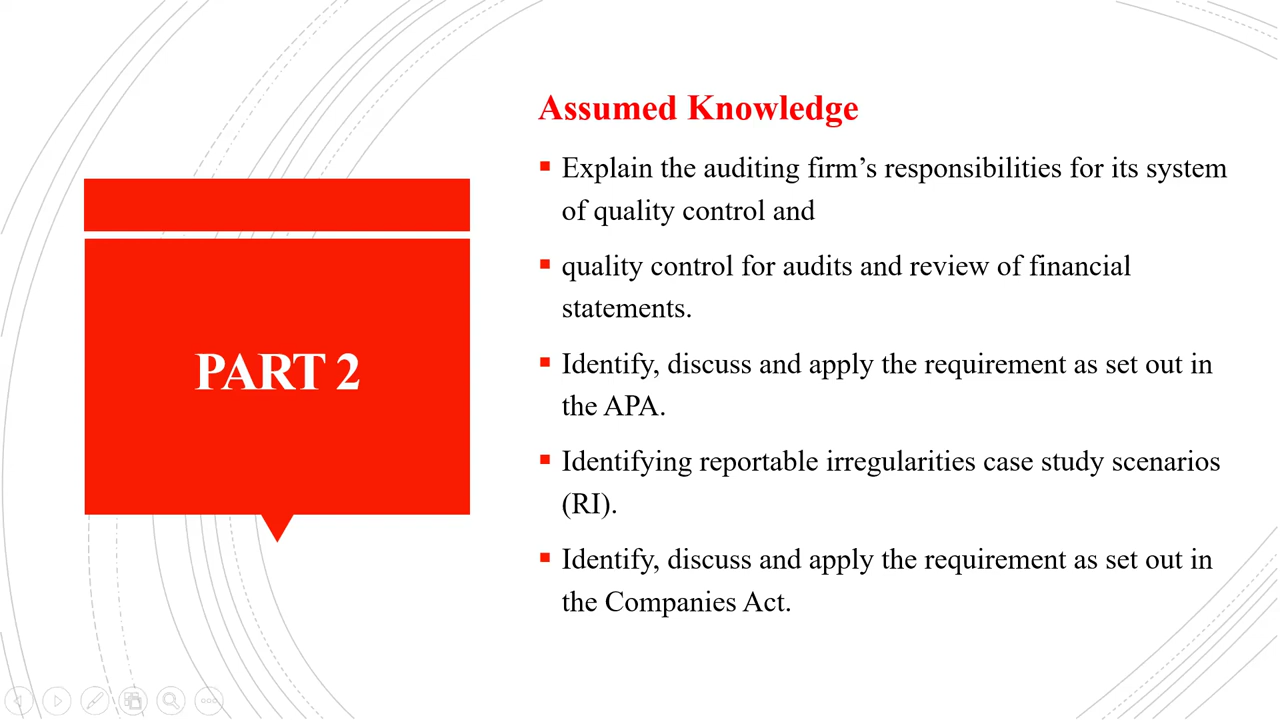 PART 2
Assumed Knowledge
Explain the auditing firm’s responsibilities for its system
of quality control and
quality control for audits and review of financial
statements.
Identify, discuss and apply the requirement as set out in
the APA.
Identifying reportable irregularities case study scenarios
(RI).
Identify, discuss and apply the requirement as set out in
the Companies Act.